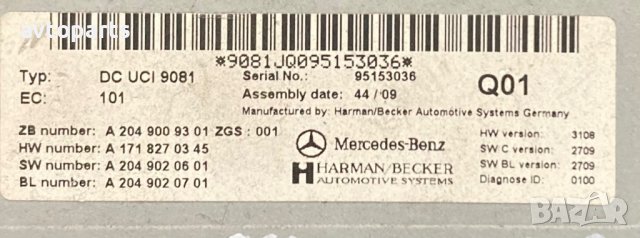 avtoparts
*9081JQ095153036*
Typ: DC UCI 9081 Serial No.: 95153036 Q01
EC: 101 Assembly date: 44 / 09
Manufactured by: Harman/Becker Automotive Systems Germany
ZB number: A 204 900 93 01 ZGS : 001 Mercedes-Benz HW version: 3108
HW number: A 171 827 03 45 SW C version: 2709
SW number: A 204 902 06 01 HARMAN/BECKER SW BL version: 2709
BL number: A 204 902 07 01 AUTOMOTIVE SYSTEMS Diagnose ID: 0100
BAZAR